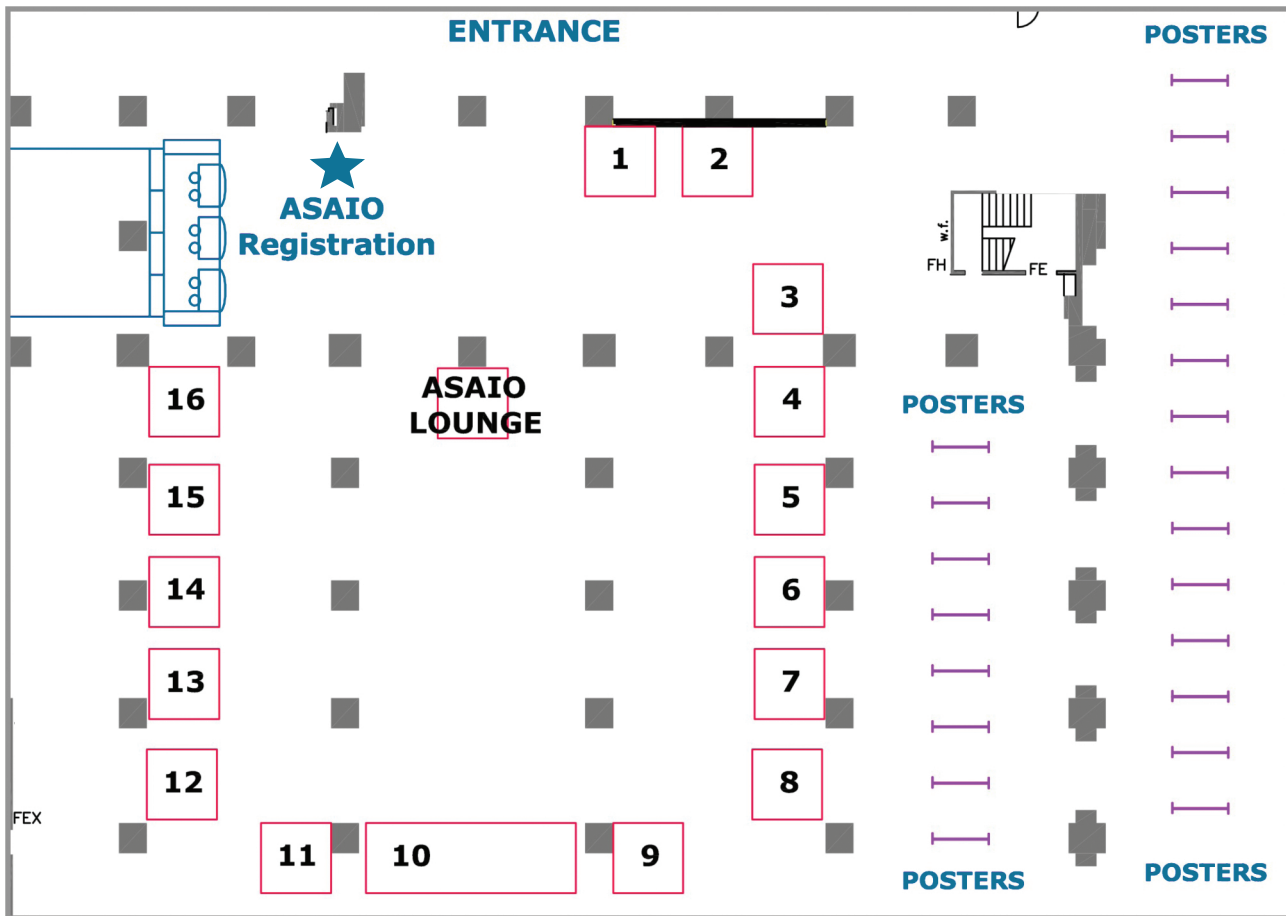 ENTRANCE
POSTERS
1
2
ASAIO
Registration
w.f.
FH
FE
3
16
ASAIO
LOUNGE
4
POSTERS
15
5
14
6
13
7
12
8
FEX
11
10
9
POSTERS
POSTERS